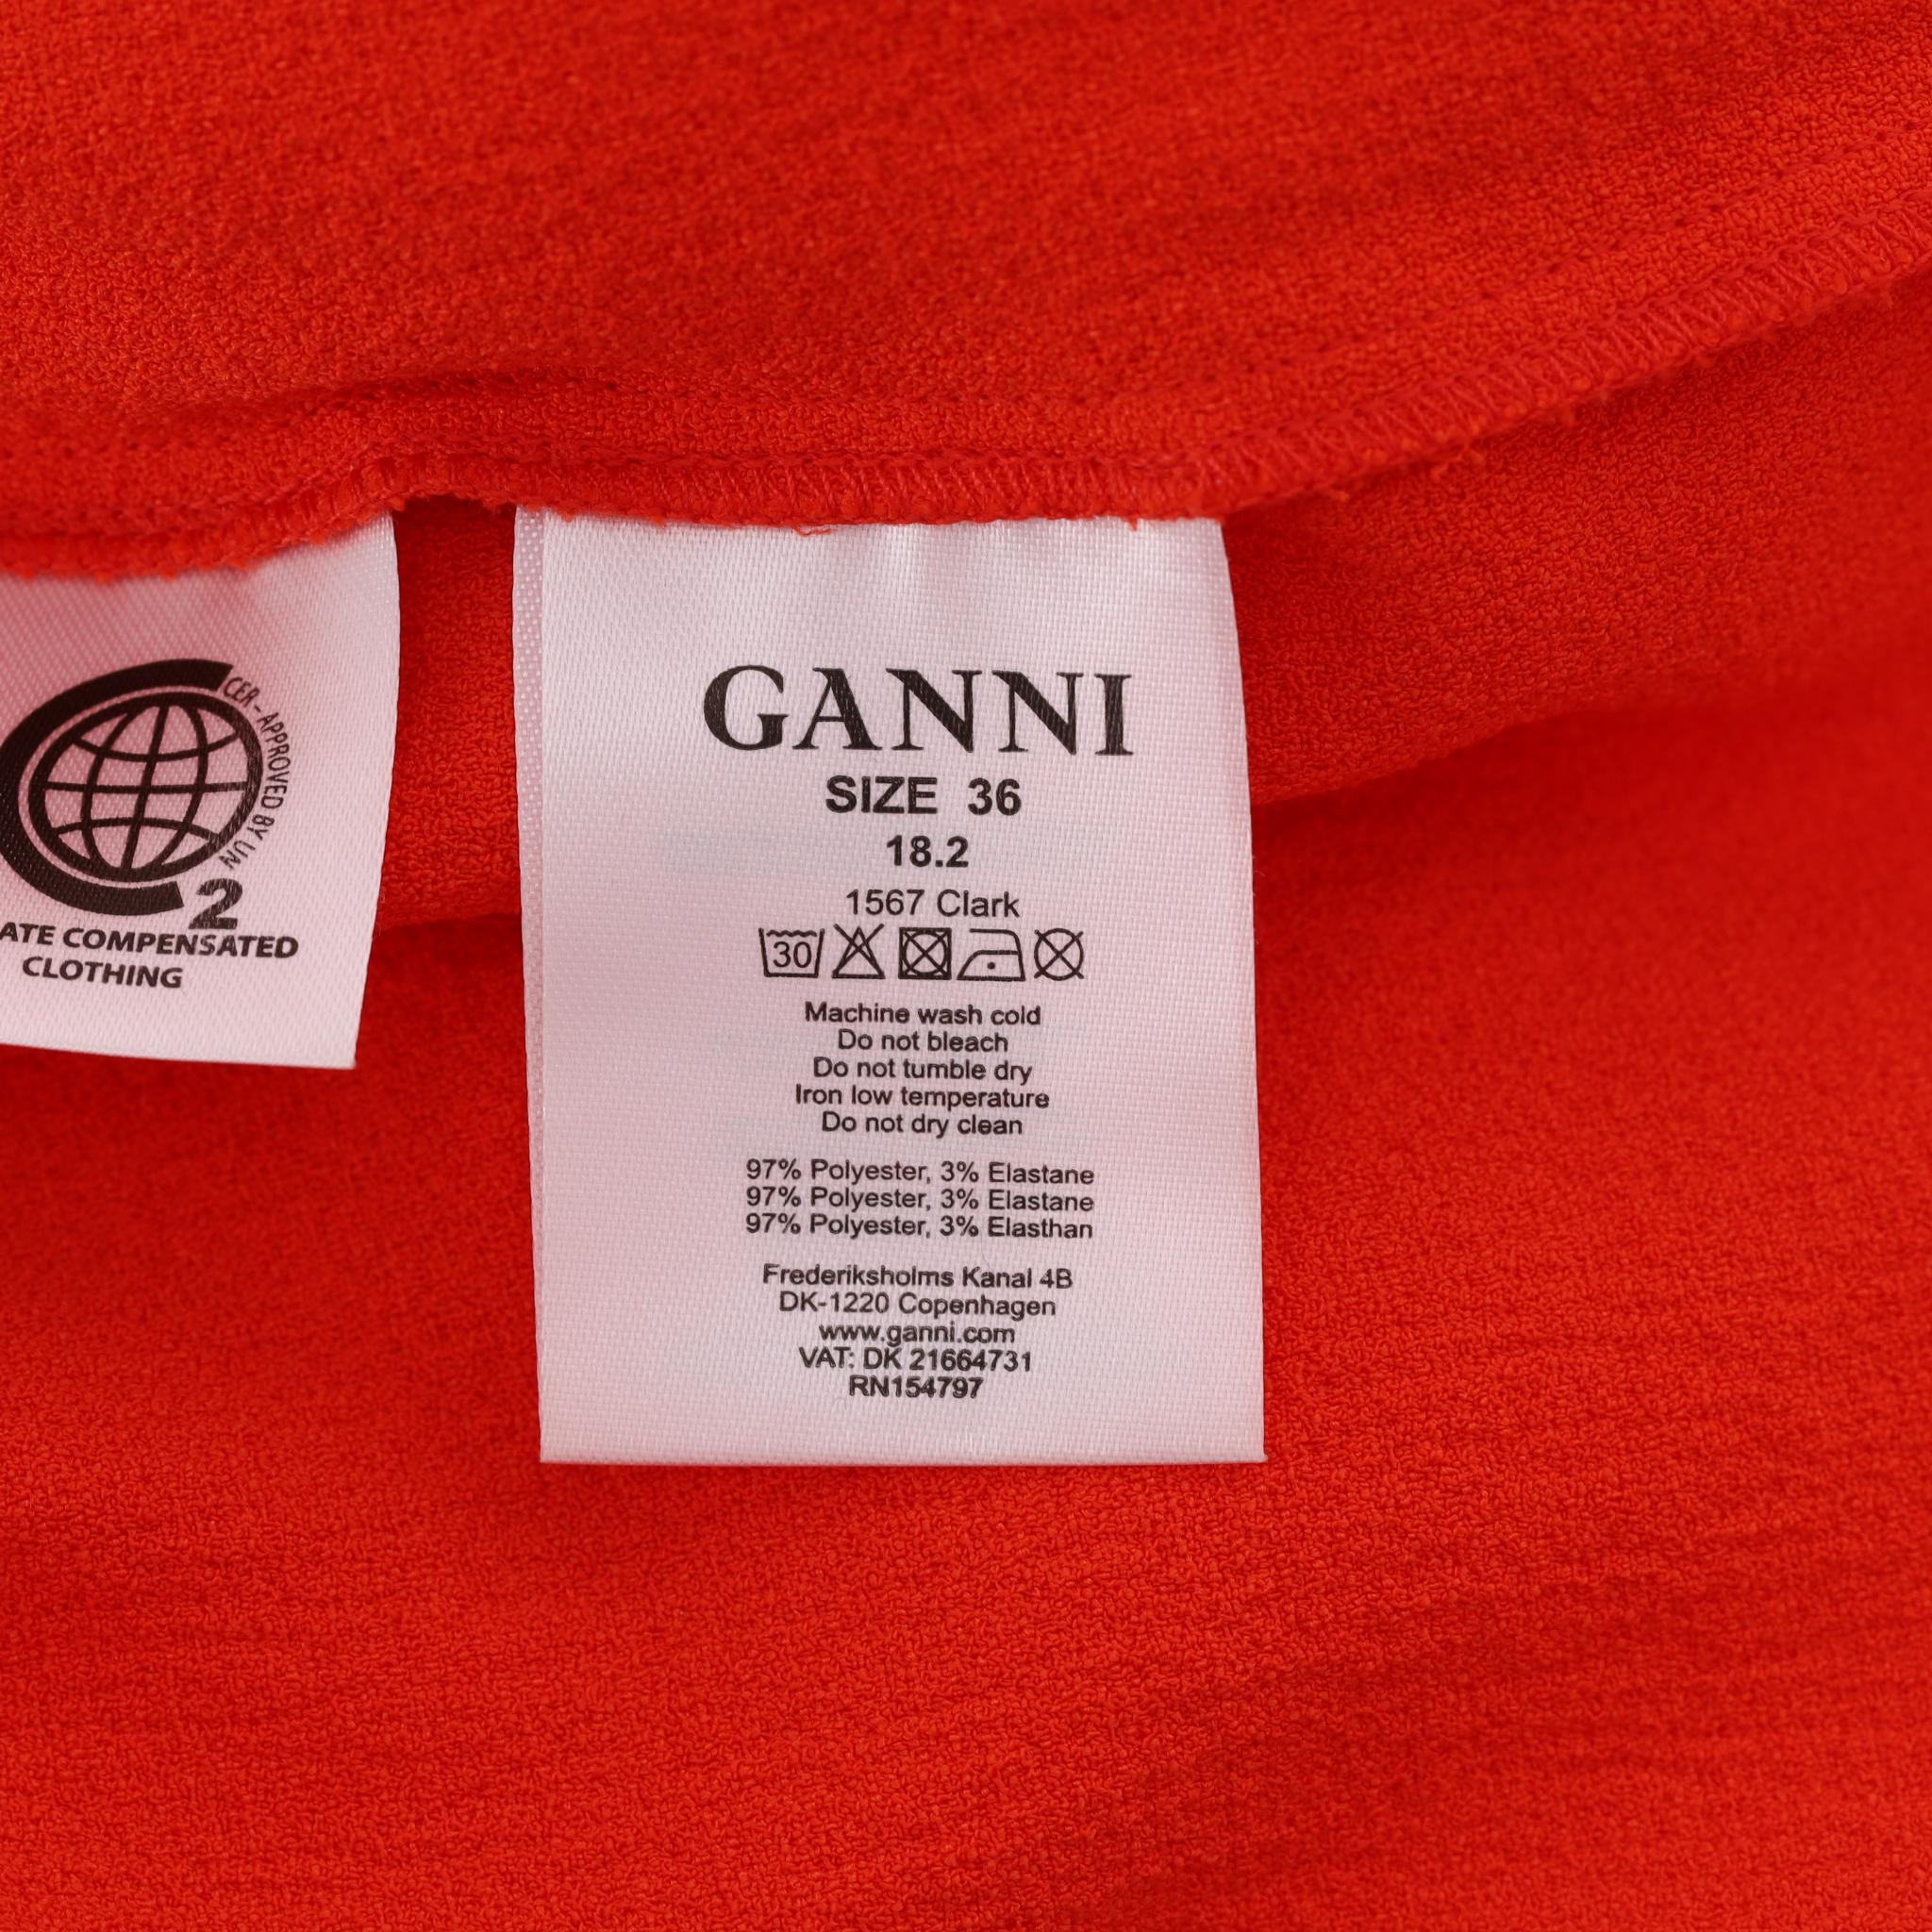 CER - APPROVED BY UN
2
ATE COMPENSATED
CLOTHING
GANNI
SIZE 36
18.2
1567 Clark
30
Machine wash cold
Do not bleach
Do not tumble dry
Iron low temperature
Do not dry clean
97% Polyester, 3% Elastane
97% Polyester, 3% Elastane
97% Polyester, 3% Elasthan
Frederiksholms Kanal 4B
DK-1220 Copenhagen
www.ganni.com
VAT: DK 21664731
RN154797